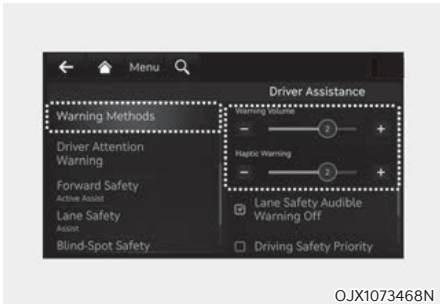 Menu
Driver Assistance
Warning Methods
Warning Volume
- 2 +
Driver Attention
Warning
Haptic Warning
- 2 +
Forward Safety
Active Assist
Lane Safety
Assist
Blind-Spot Safety
Lane Safety Audible
Warning Off
Driving Safety Priority
OJX1073468N